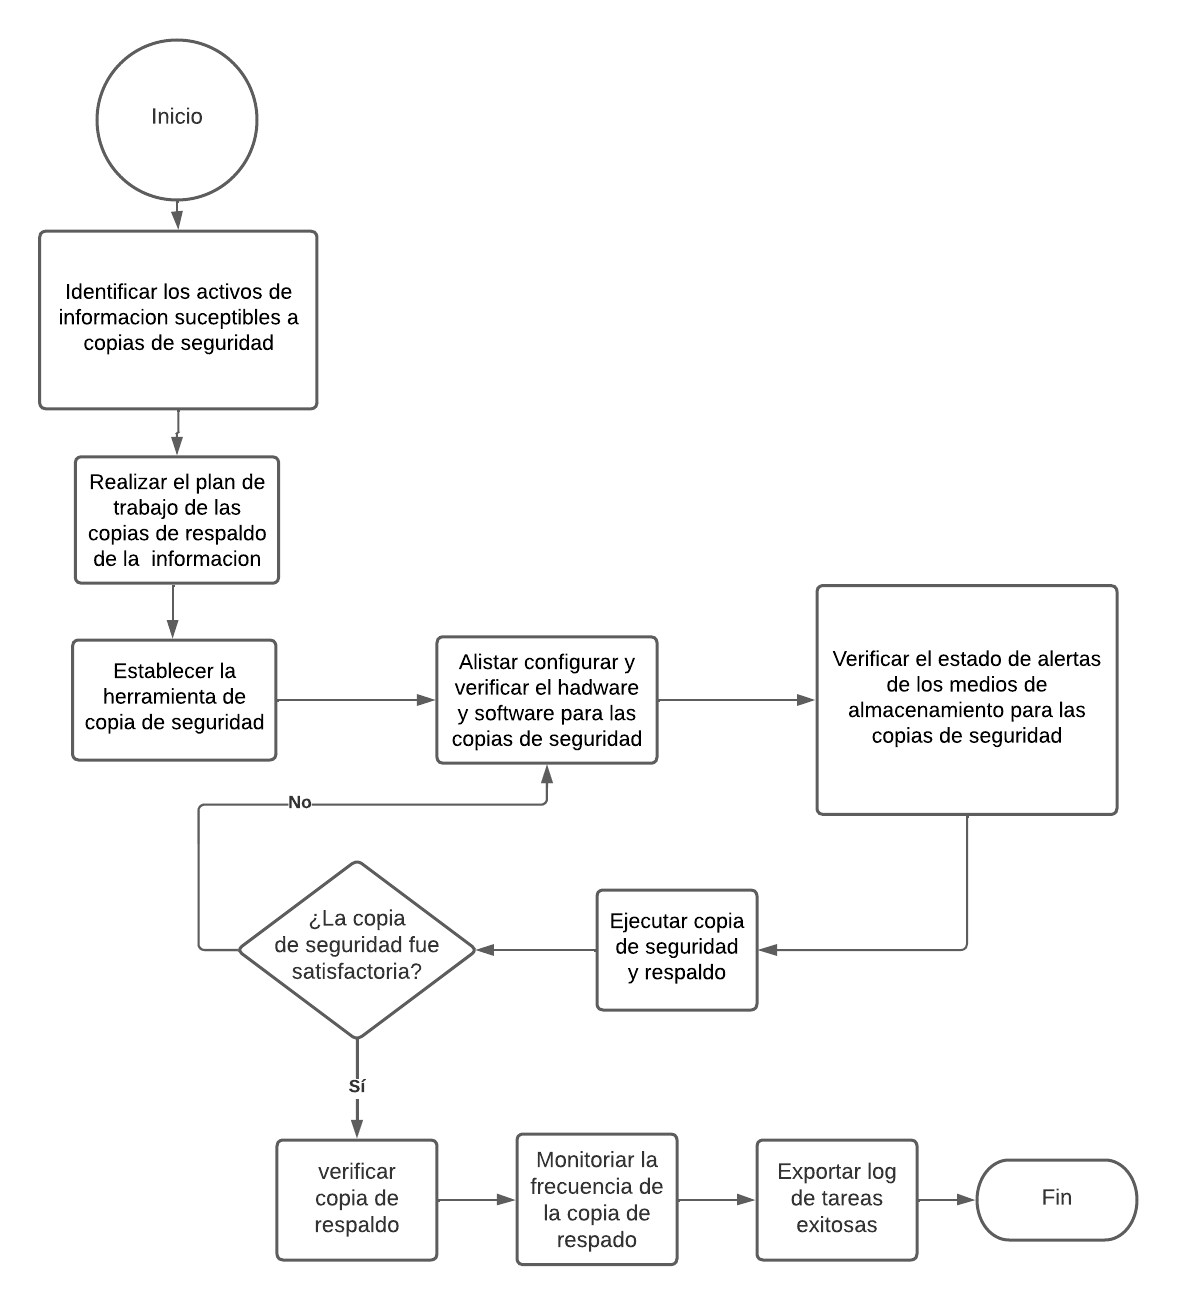 Inicio
Identificar los activos de
informacion suceptibles a
copias de seguridad
Realizar el plan de
trabajo de las
copias de respaldo
de la  informacion
Establecer la
herramienta de
copia de seguridad
Alistar configurar y
verificar el hadware
y software para las
copias de seguridad
Verificar el estado de alertas
de los medios de
almacenamiento para las
copias de seguridad
No
¿La copia
de seguridad fue
satisfactoria?
Ejecutar copia
de seguridad
y respaldo
Sí
verificar
copia de
respaldo
Monitoriar la
frecuencia de
la copia de
respado
Exportar log
de tareas
exitosas
Fin